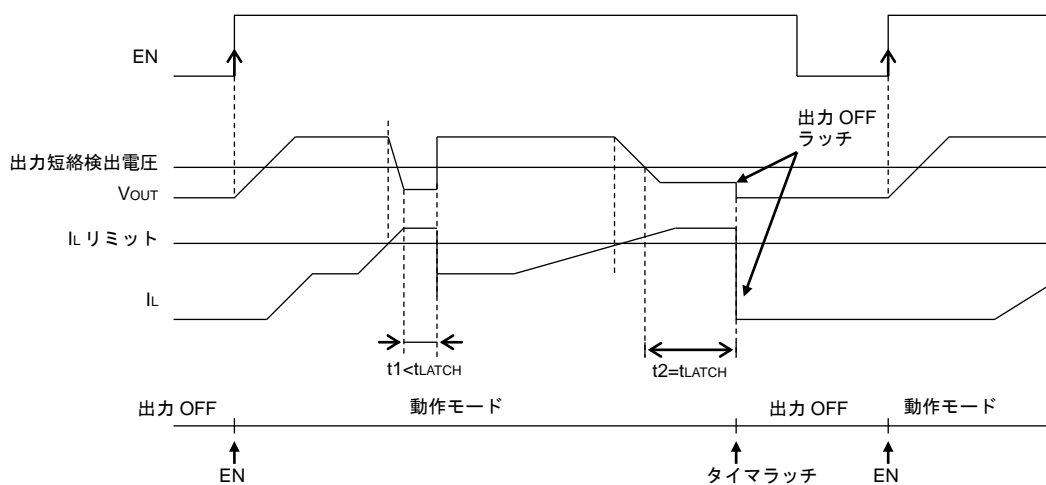 EN
出力 OFF
ラッチ
出力短絡検出電圧
VOUT
IL リミット
IL
t1<tLATCH
t2=tLATCH
出力 OFF
動作モード
出力 OFF
動作モード
EN
タイマラッチ
EN